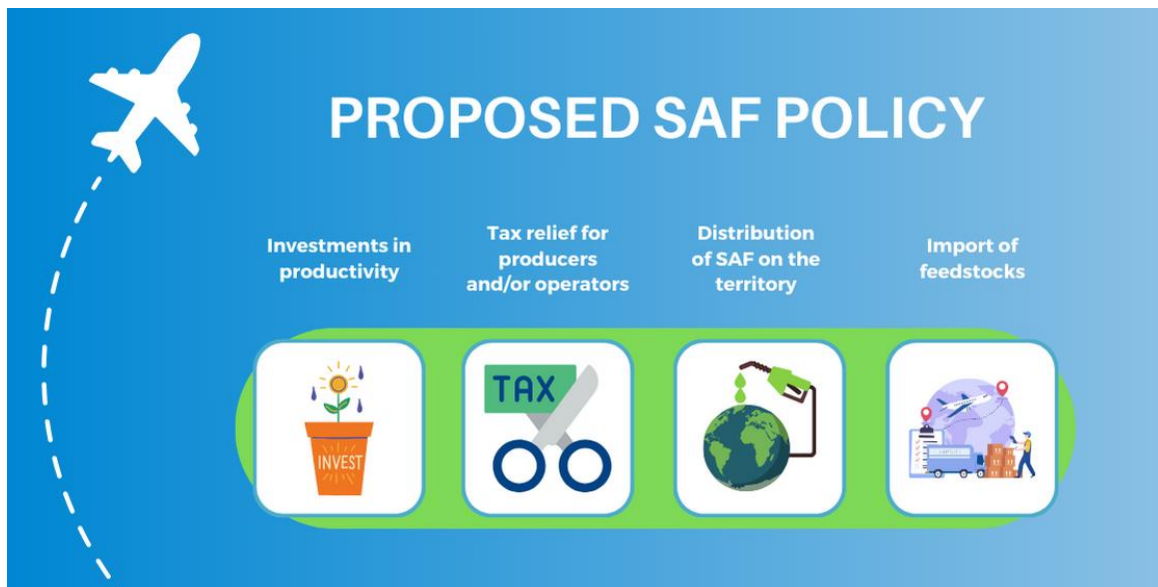 PROPOSED SAF POLICY
Investments in
productivity
Tax relief for
producers
and/or operators
Distribution
of SAF on the
territory
Import of
feedstocks
INVEST
TAX